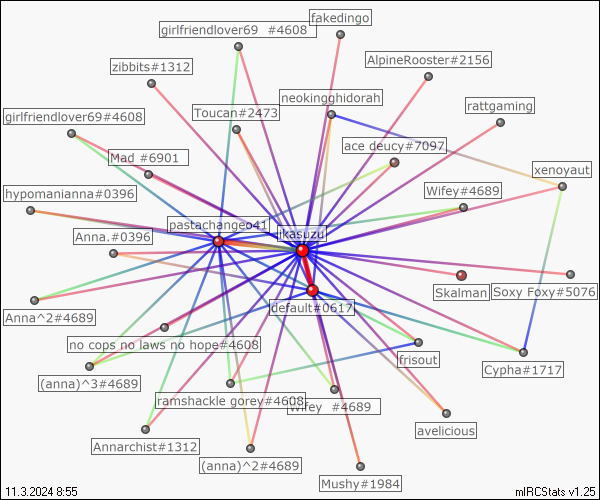 fakedingo
girlfriendlover69 #4608
AlpineRooster#2156
zibbits#1312
neokingghidorah
rattgaming
Toucan#2473
girlfriendlover69#4608
ace deucy#7097
Mad #6901
xenoyaut
Wifey#4689
hypomanianna#0396
pastachangeo41
ikasuzu
Anna.#0396
Skalman
Soxy Foxy#5076
default#0617
Anna^2#4689
no cops no laws no hope#4608
frisout
Cypha#1717
(anna)^3#4689
ramshackle gorey#4608
Wifey #4689
avelicious
Annarchist#1312
(anna)^2#4689
Mushy#1984
11.3.2024 8:55
mIRCStats v1.25